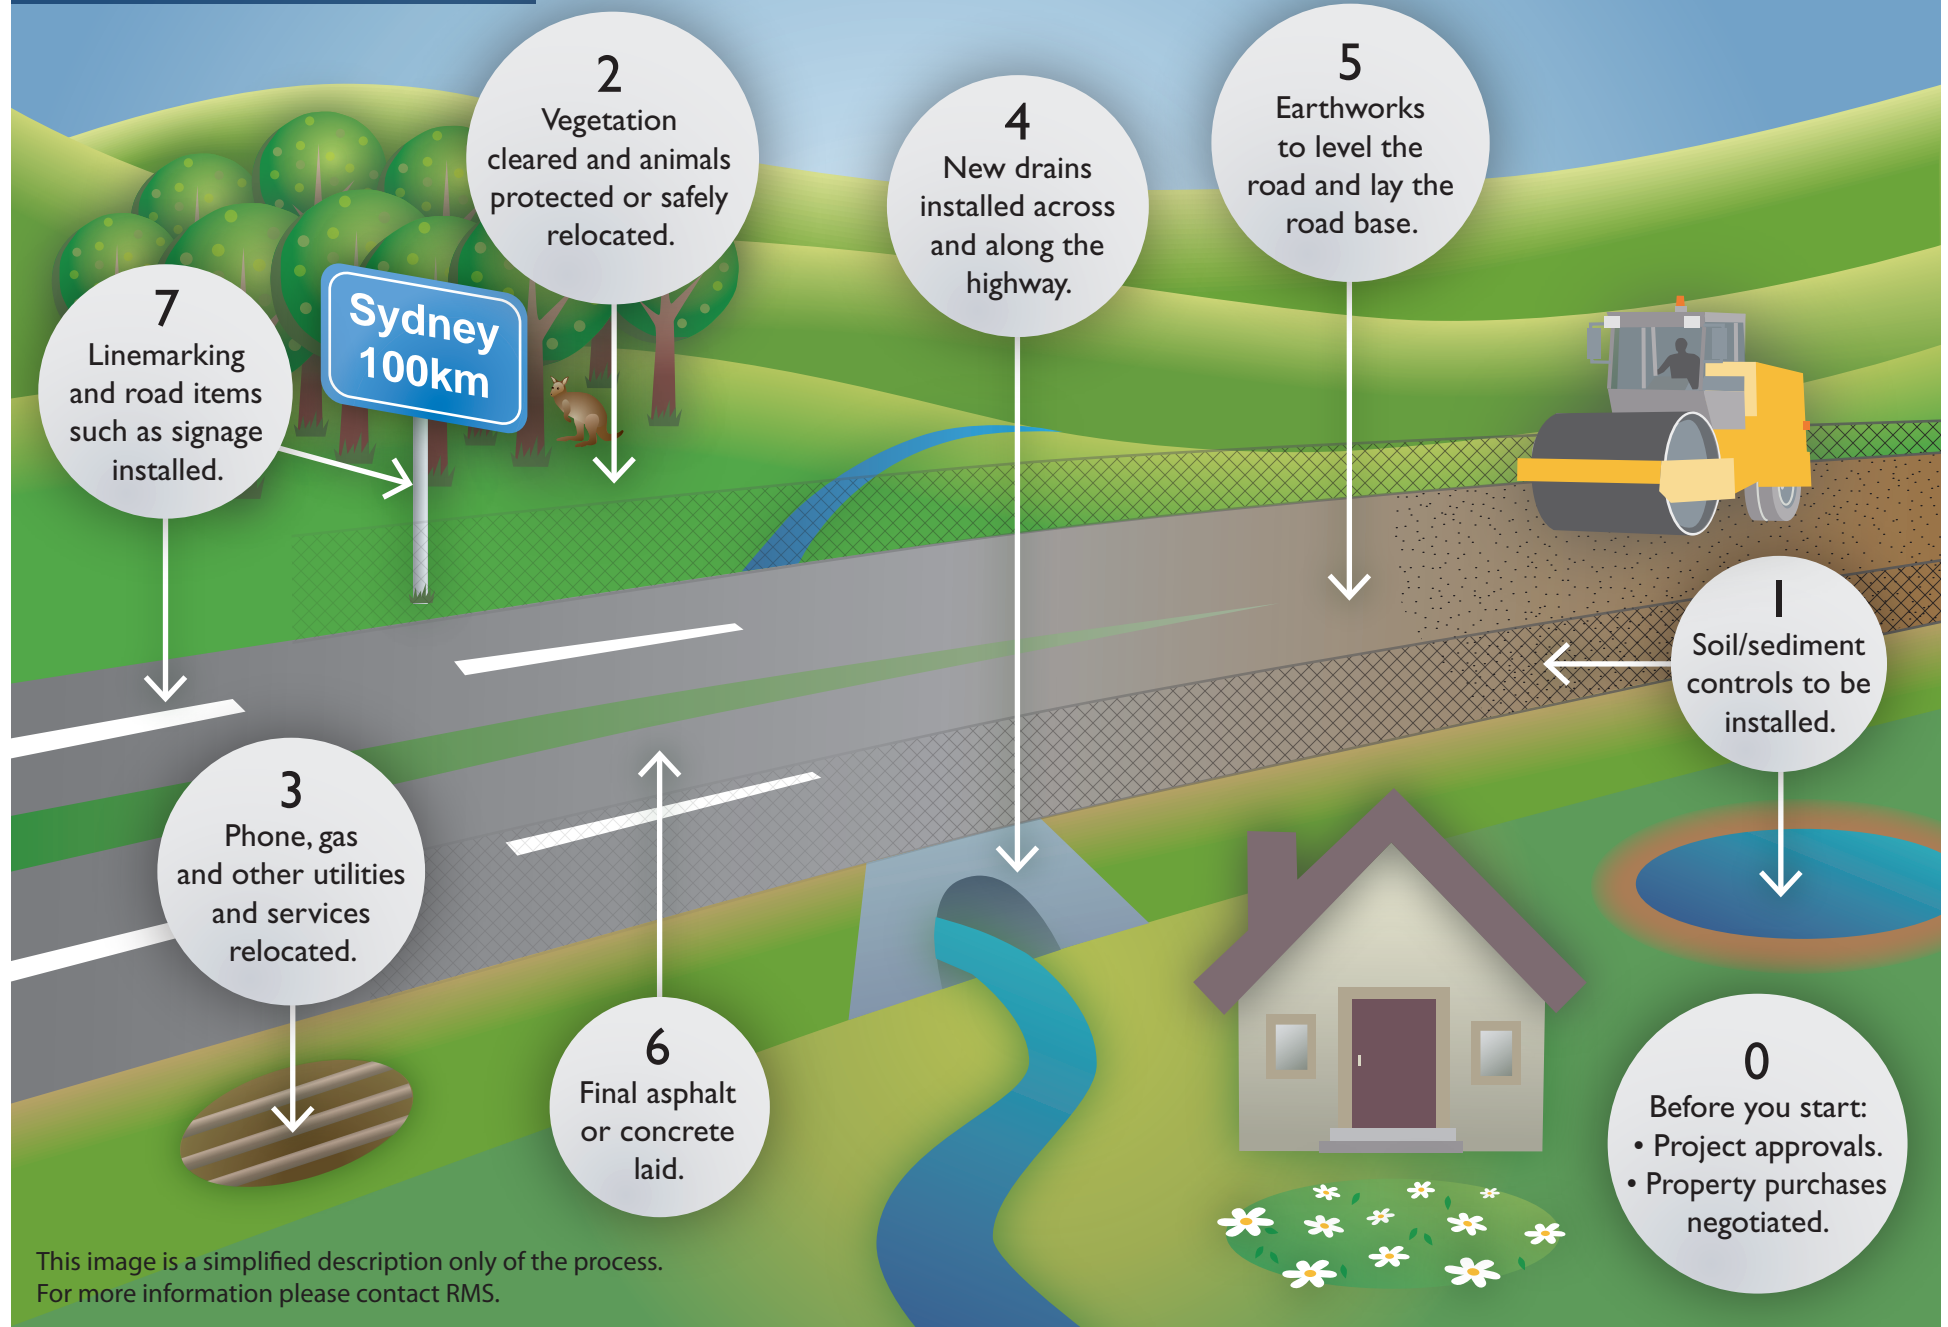 2
Vegetation
cleared and animals
protected or safely
relocated.
5
Earthworks
to level the
road and lay the
road base.
4
New drains
installed across
and along the
highway.
7
Linemarking
and road items
such as signage
installed.
Sydney
100km
1
Soil/sediment
controls to be
installed.
3
Phone, gas
and other utilities
and services
relocated.
6
Final asphalt
or concrete
laid.
0
Before you start:
• Project approvals.
• Property purchases
negotiated.
This image is a simplified description only of the process.
For more information please contact RMS.